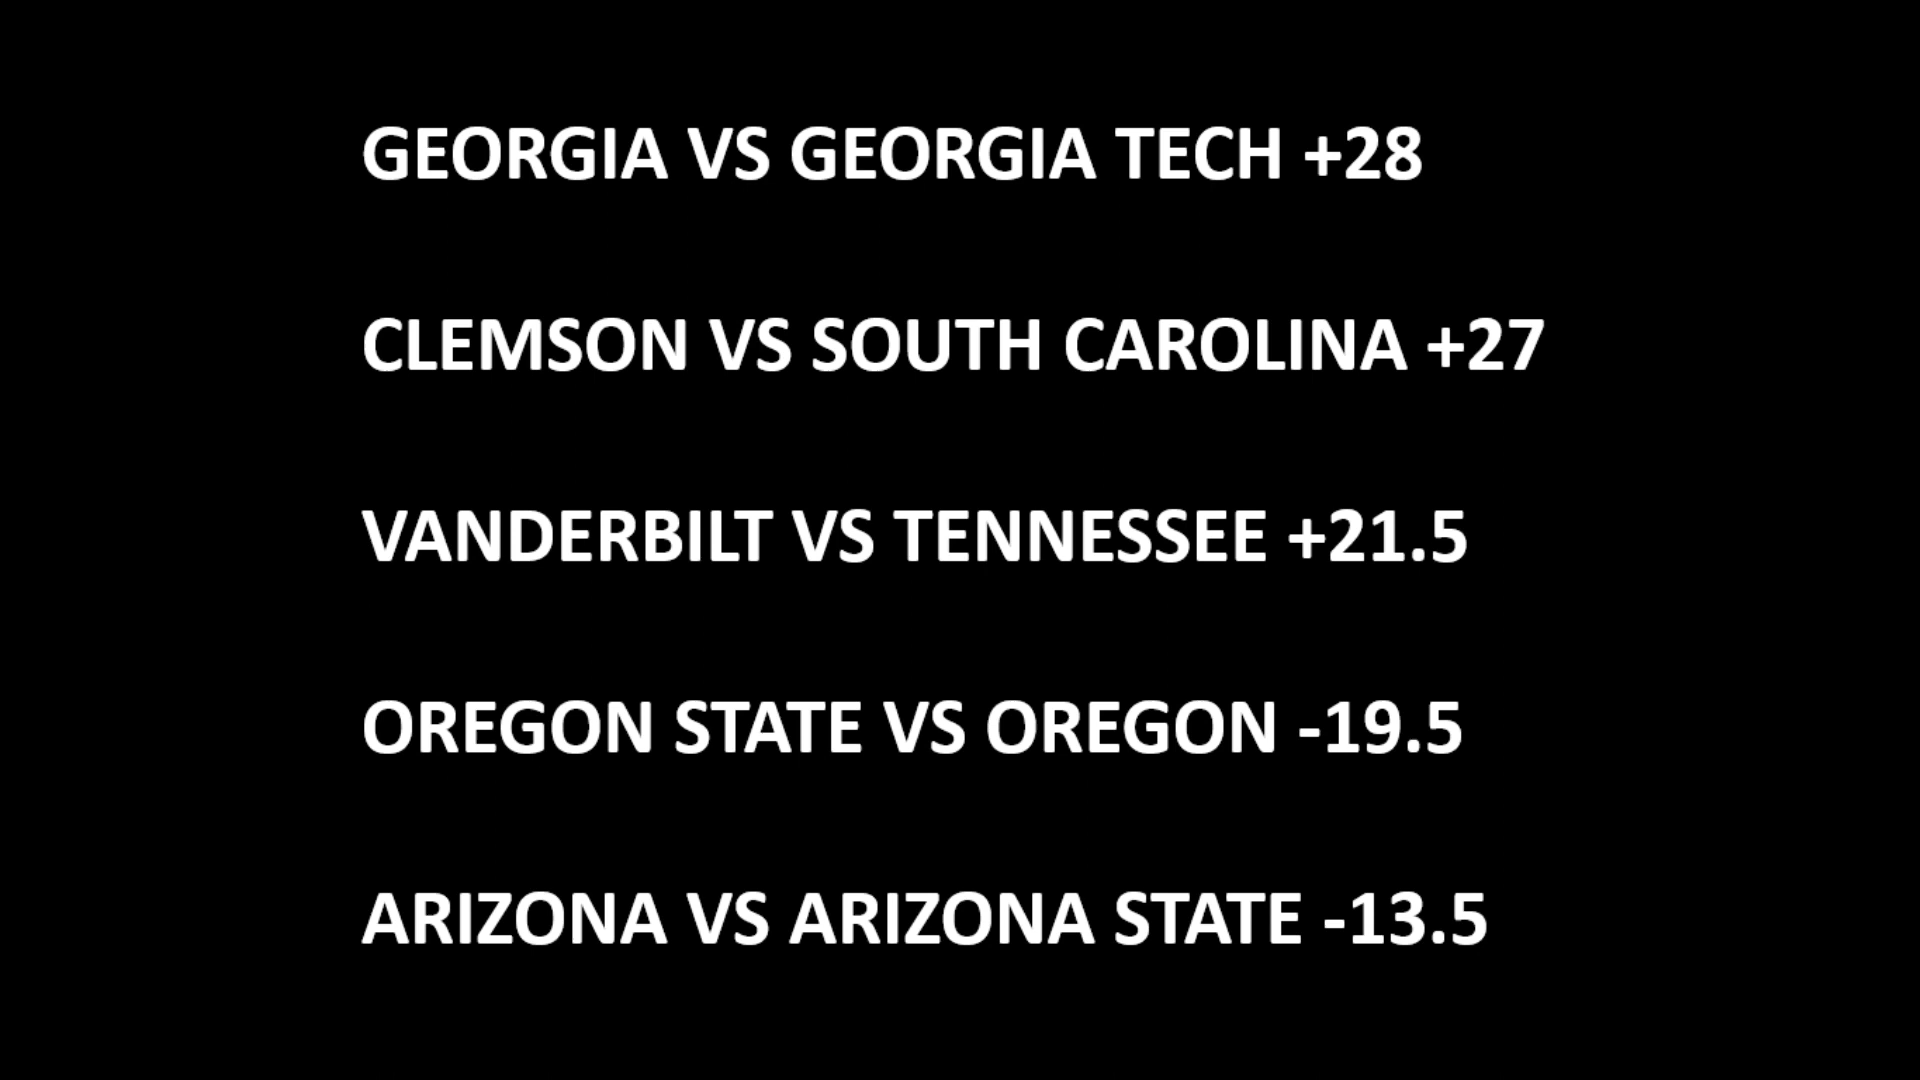 GEORGIA VS GEORGIA TECH +28
CLEMSON VS SOUTH CAROLINA +27
VANDERBILT VS TENNESSEE +21.5
OREGON STATE VS OREGON -19.5
ARIZONA VS ARIZONA STATE -13.5